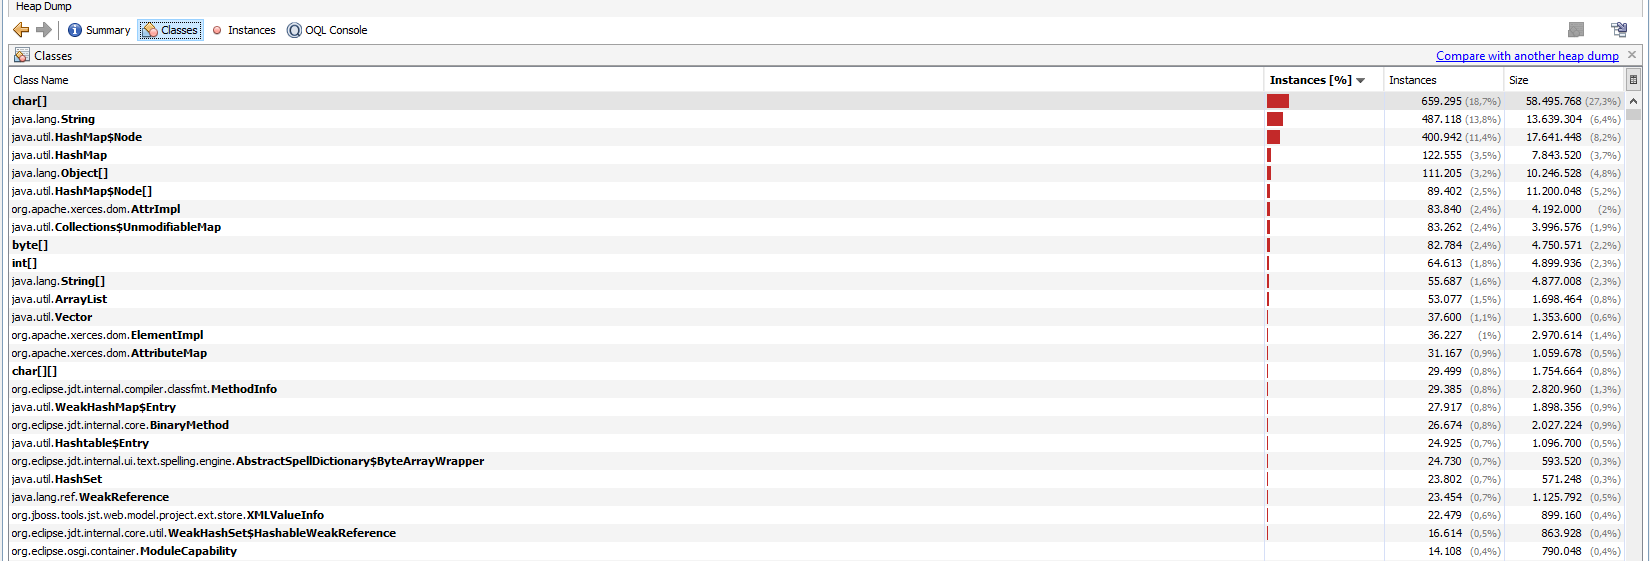 Heap Dump
Summary Classes Instances OQL Console
Classes Compare with another heap dump
Class Name Instances [%] Instances Size
char[] 659.295 (18,7%) 58.495.768 (27,3%)
java.lang.String 487.118 (13,8%) 13.639.304 (6,4%)
java.util.HashMap$Node 400.942 (11,4%) 17.641.448 (8,2%)
java.util.HashMap 122.555 (3,5%) 7.843.520 (3,7%)
java.lang.Object[] 111.205 (3,2%) 10.246.528 (4,8%)
java.util.HashMap$Node[] 89.402 (2,5%) 11.200.048 (5,2%)
org.apache.xerces.dom.AttrImpl 83.840 (2,4%) 4.192.000 (2%)
java.util.Collections$UnmodifiableMap 83.262 (2,4%) 3.996.576 (1,9%)
byte[] 82.784 (2,4%) 4.750.571 (2,2%)
int[] 64.613 (1,8%) 4.899.936 (2,3%)
java.lang.String[] 55.687 (1,6%) 4.877.008 (2,3%)
java.util.ArrayList 53.077 (1,5%) 1.698.464 (0,8%)
java.util.Vector 37.600 (1,1%) 1.353.600 (0,6%)
org.apache.xerces.dom.ElementImpl 36.227 (1%) 2.970.614 (1,4%)
org.apache.xerces.dom.AttributeMap 31.167 (0,9%) 1.059.678 (0,5%)
char[][] 29.499 (0,8%) 1.754.664 (0,8%)
org.eclipse.jdt.internal.compiler.classfmt.MethodInfo 29.385 (0,8%) 2.820.960 (1,3%)
java.util.WeakHashMap$Entry 27.917 (0,8%) 1.898.356 (0,9%)
org.eclipse.jdt.internal.core.BinaryMethod 26.674 (0,8%) 2.027.224 (0,9%)
java.util.Hashtable$Entry 24.925 (0,7%) 1.096.700 (0,5%)
org.eclipse.jdt.internal.ui.text.spelling.engine.AbstractSpellDictionary$ByteArrayWrapper 24.730 (0,7%) 593.520 (0,3%)
java.util.HashSet 23.802 (0,7%) 571.248 (0,3%)
java.lang.ref.WeakReference 23.454 (0,7%) 1.125.792 (0,5%)
org.jboss.tools.jst.web.model.project.ext.store.XMLValueInfo 22.479 (0,6%) 899.160 (0,4%)
org.eclipse.jdt.internal.core.util.WeakHashSet$HashableWeakReference 16.614 (0,5%) 863.928 (0,4%)
org.eclipse.osgi.container.ModuleCapability 14.108 (0,4%) 790.048 (0,4%)